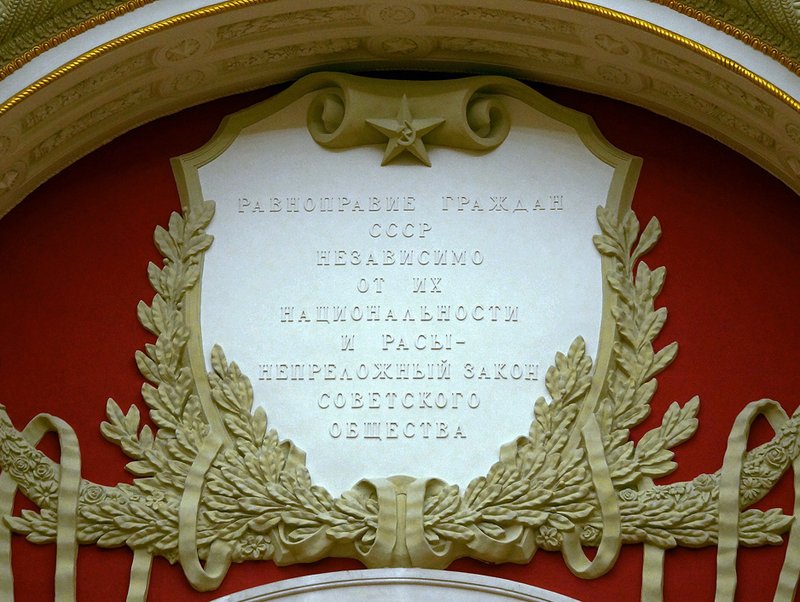 РАВНОПРАВИЕ ГРАЖДАН
СССР
НЕЗАВИСИМО
ОТ ИХ
НАЦИОНАЛЬНОСТИ
И РАСЫ-
НЕПРЕЛОЖНЫЙ ЗАКОН
СОВЕТСКОГО
ОБЩЕСТВА